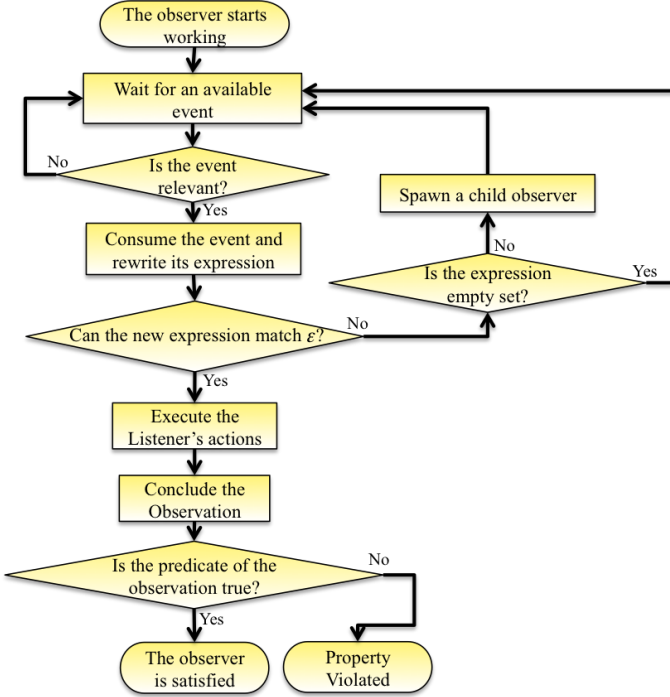 The observer starts
working
Wait for an available
event
No
Is the event
relevant?
Yes
Spawn a child observer
Consume the event and
rewrite its expression
No
Is the expression
empty set?
Yes
Can the new expression match ε?
No
Yes
Execute the
Listener's actions
Conclude the
Observation
Is the predicate of the
observation true?
No
Yes
The observer
is satisfied
Property
Violated